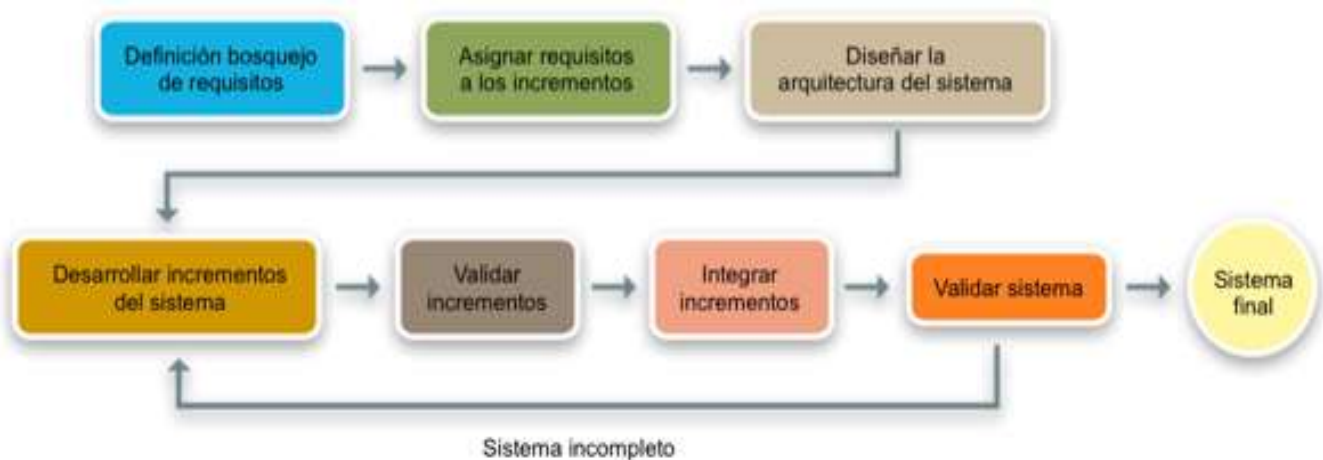 Definición bosquejo
de requisitos
Asignar requisitos
a los incrementos
Diseñar la
arquitectura del sistema
Desarrollar incrementos
del sistema
Validar
incrementos
Integrar
incrementos
Validar sistema
Sistema
final
Sistema incompleto